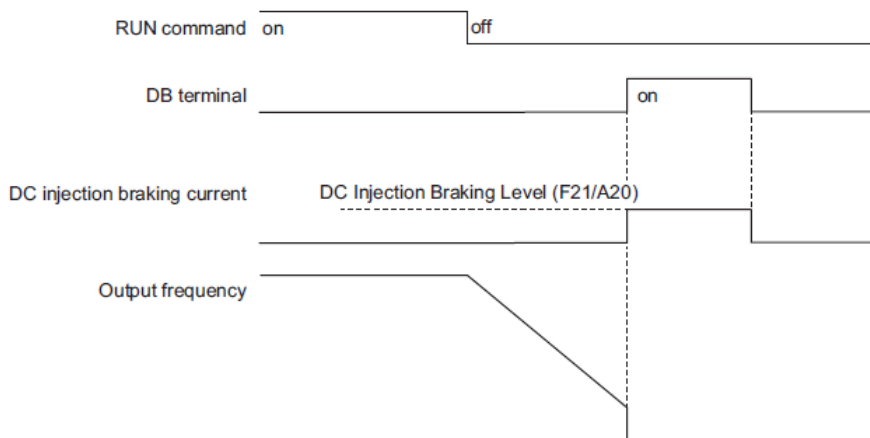 RUN command on off
DB terminal on
DC injection braking current DC Injection Braking Level (F21/A20)
Output frequency